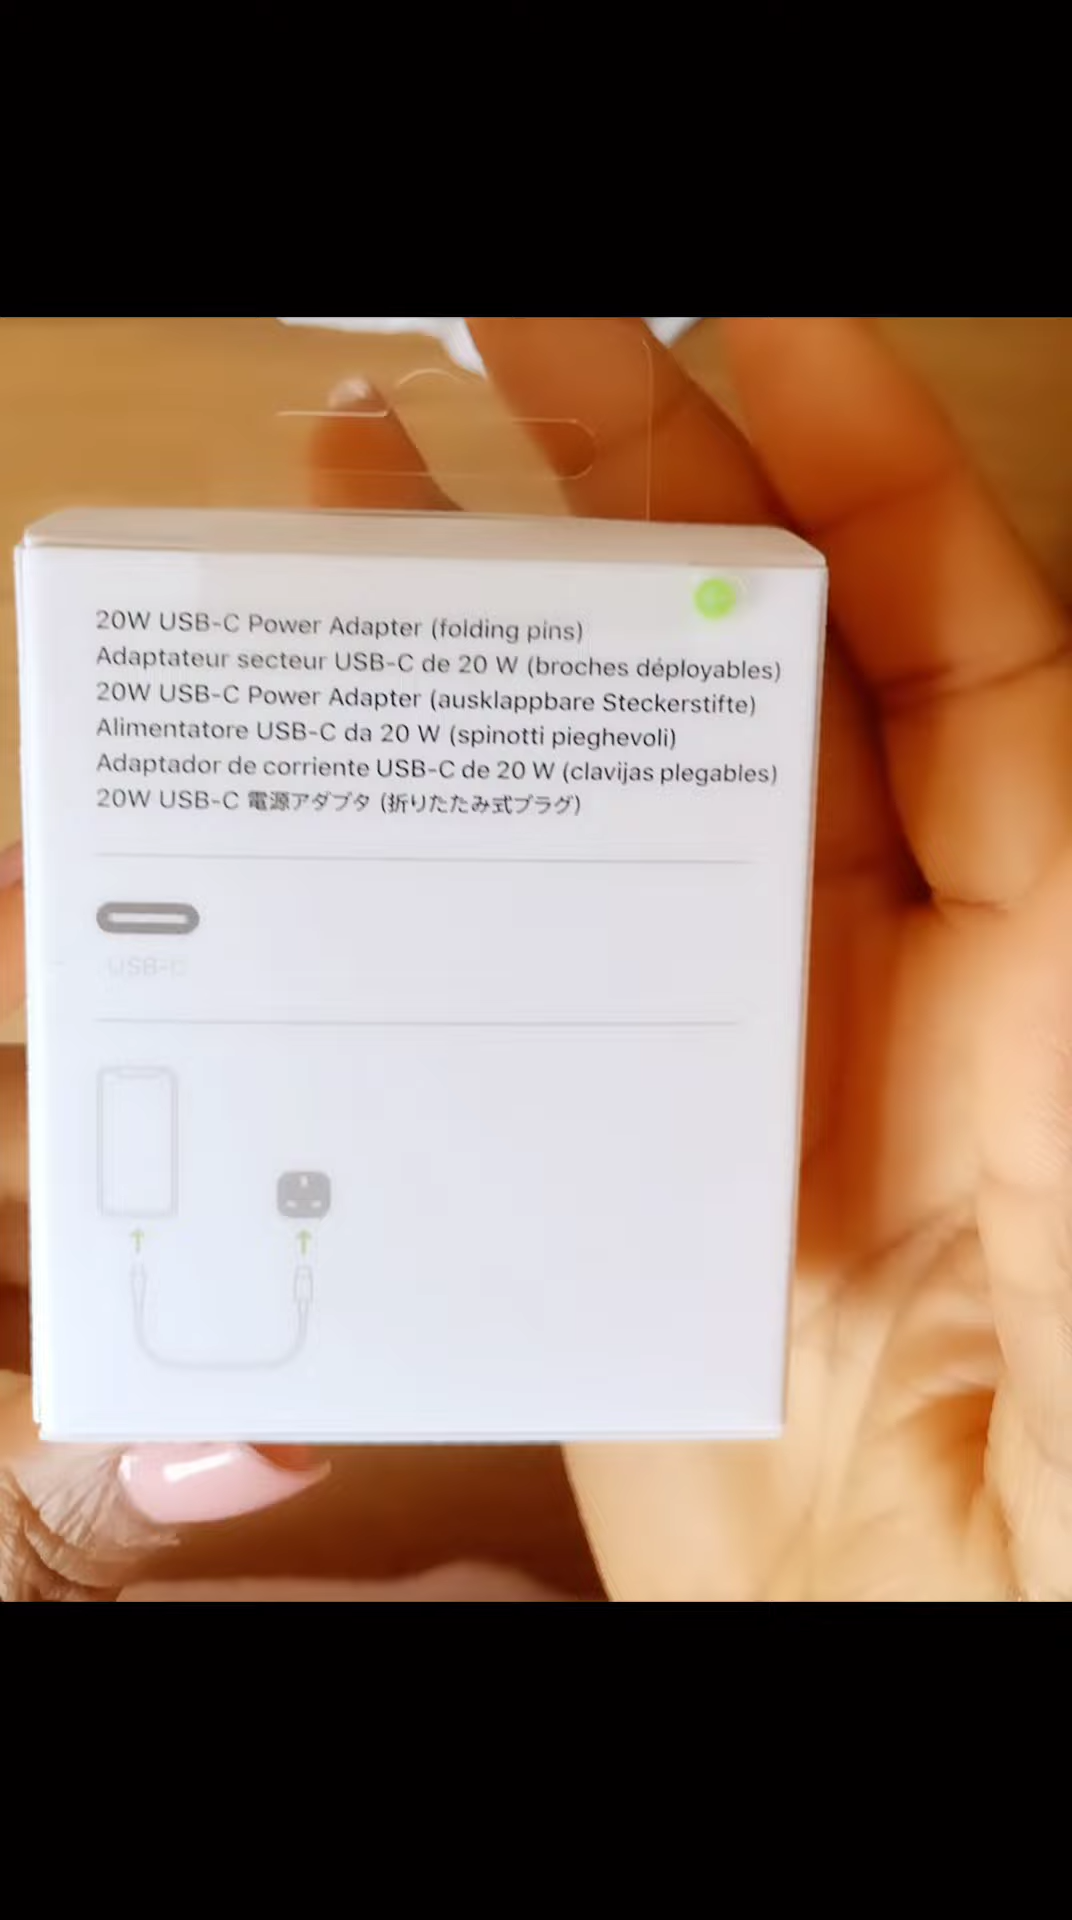 20W USB-C Power Adapter (folding pins)
Adaptateur secteur USB-C de 20 W (broches déployables)
20W USB-C Power Adapter (ausklappbare Steckerstifte)
Alimentatore USB-C da 20 W (spinotti pieghevoli)
Adaptador de corriente USB-C de 20 W (clavijas plegables)
20W USB-C 電源アダプタ (折りたたみ式プラグ)
USB-C